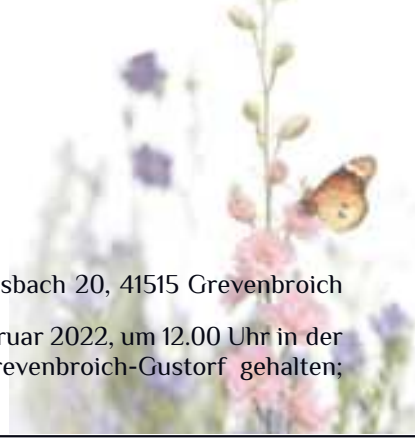 sbach 20, 41515 Grevenbroich
ruar 2022, um 12.00 Uhr in der
revenbroich-Gustorf gehalten;